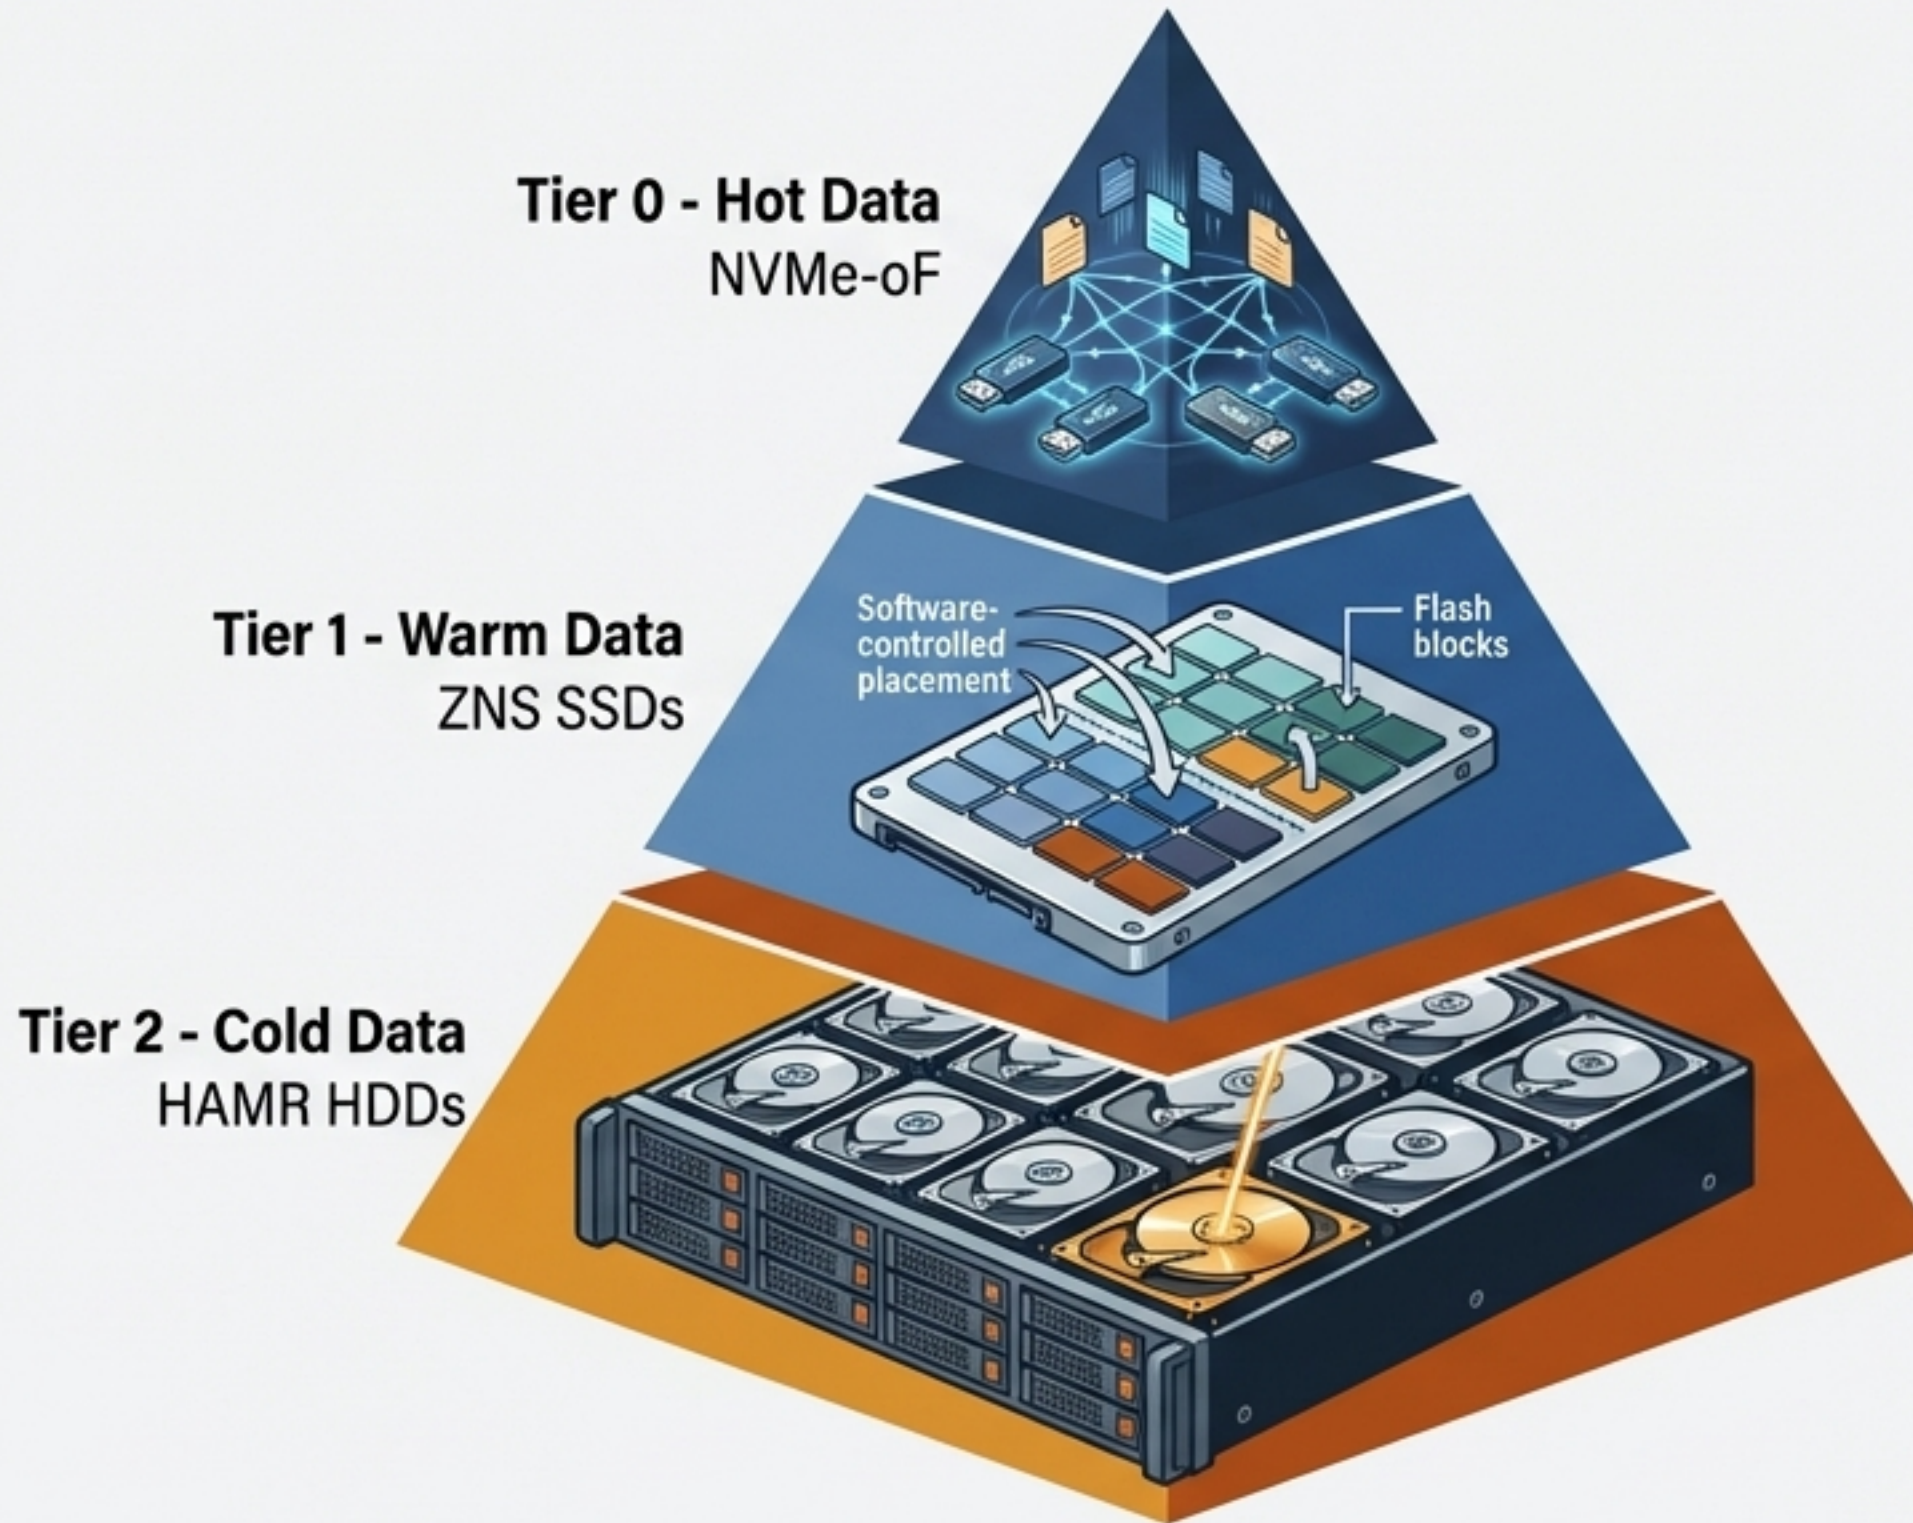 Tier 0 - Hot Data
NVMe-oF
Tier 1 - Warm Data
ZNS SSDs
Software-
controlled
placement
Flash
blocks
Tier 2 - Cold Data
HAMR HDDs